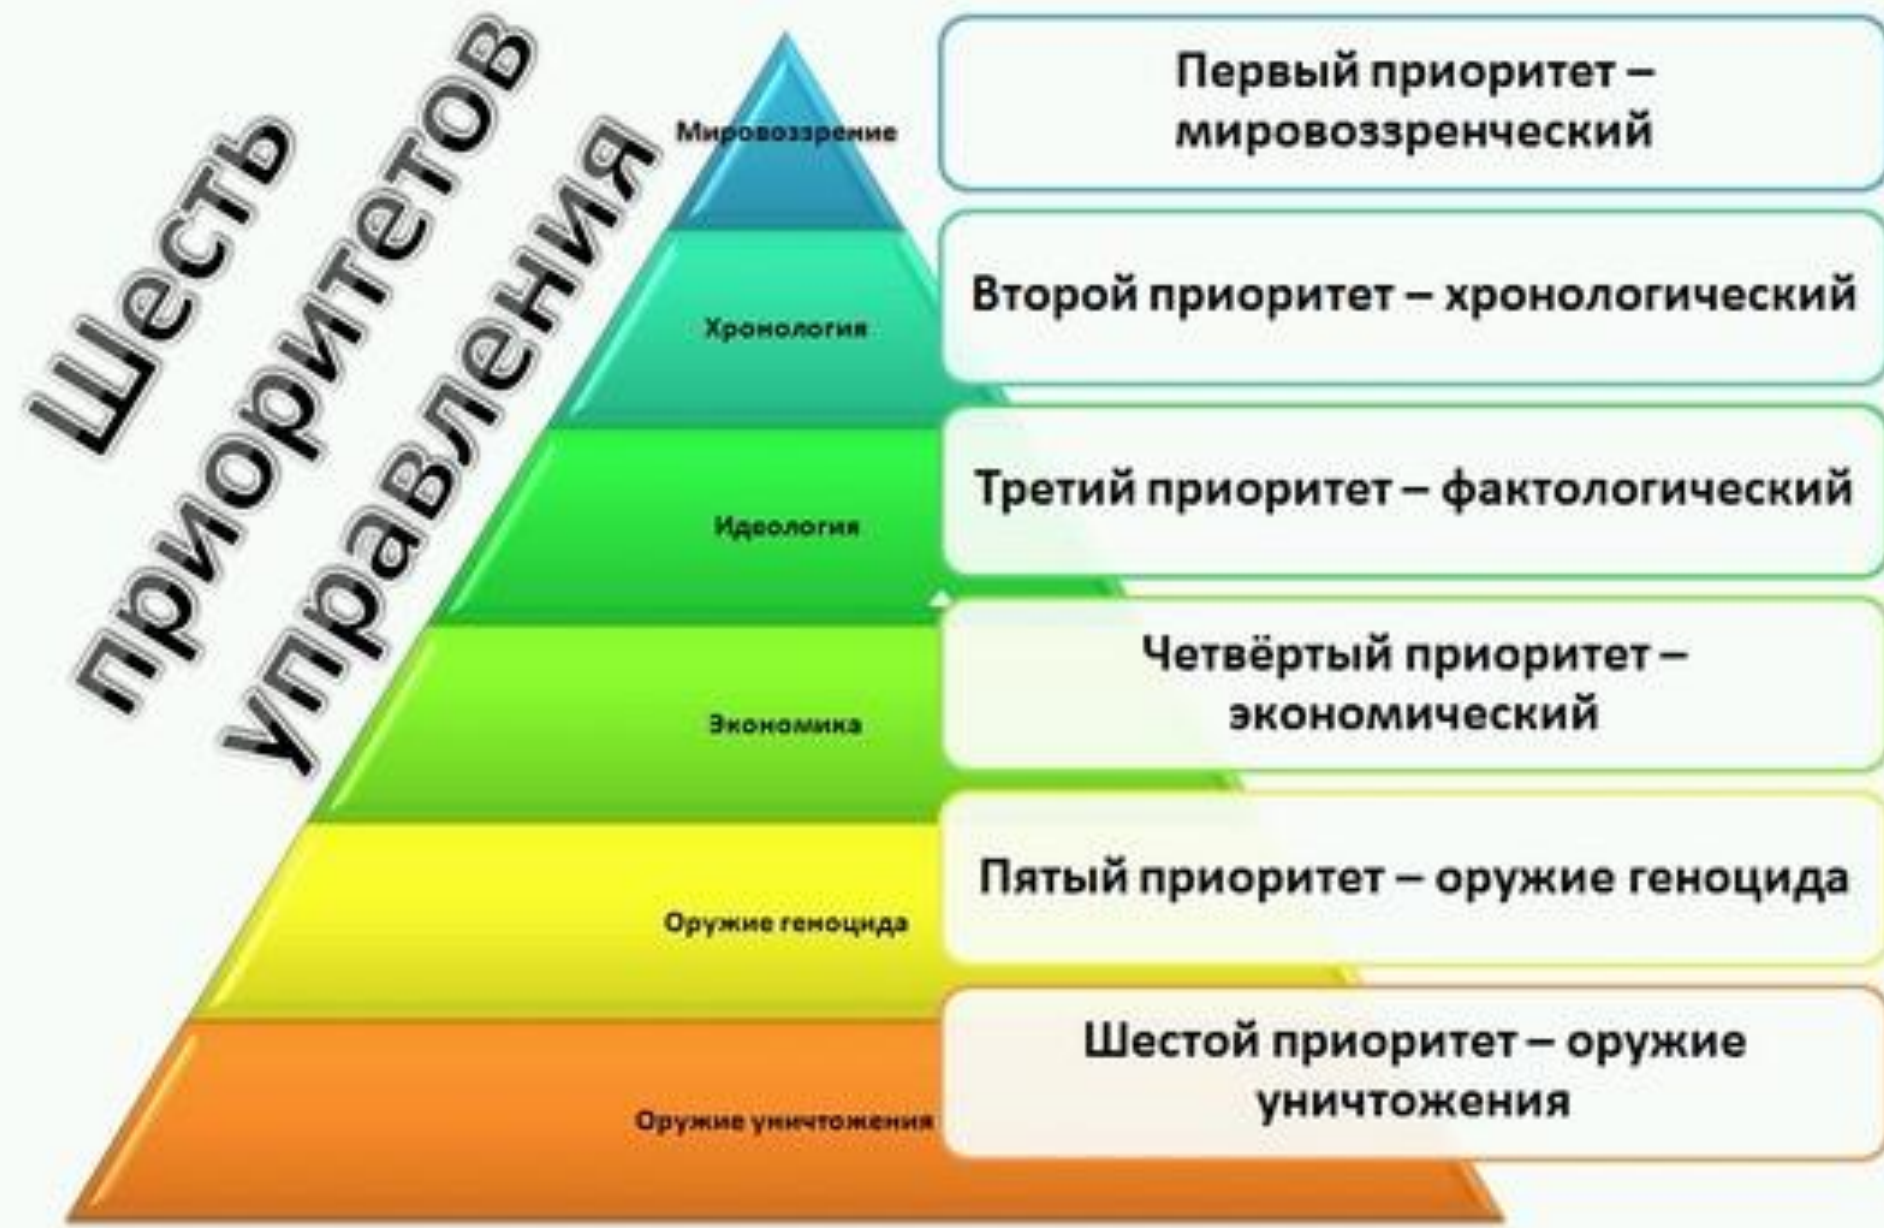 Шесть
приоритетов
управления
Мировоззрение
Первый приоритет –
мировоззренческий
Хронология
Второй приоритет – хронологический
Идеология
Третий приоритет – фактологический
Экономика
Четвёртый приоритет –
экономический
Оружие геноцида
Пятый приоритет – оружие геноцида
Оружие уничтожения
Шестой приоритет – оружие
уничтожения